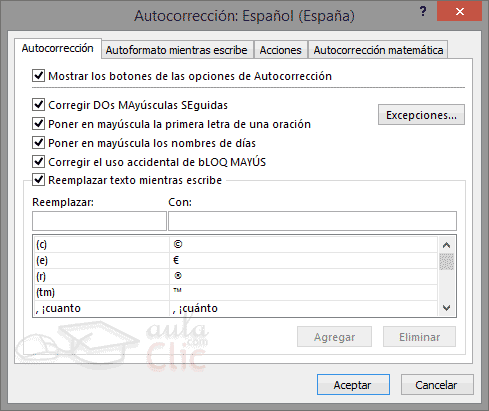 Autocorrección: Español (España)
?
Autocorrección Autoformato mientras escribe Acciones Autocorrección matemática
Mostrar los botones de las opciones de Autocorrección
Corregir DOs MAyúsculas SEguidas
Excepciones...
Poner en mayúscula la primera letra de una oración
Poner en mayúscula los nombres de días
Corregir el uso accidental de bLOQ MAYÚS
Reemplazar texto mientras escribe
Reemplazar: Con:
(c) ©
(e) €
(r) ®
(tm) ™
, ¡cuanto , ¡cuánto
aula
.com
Clic
Agregar Eliminar
Aceptar Cancelar